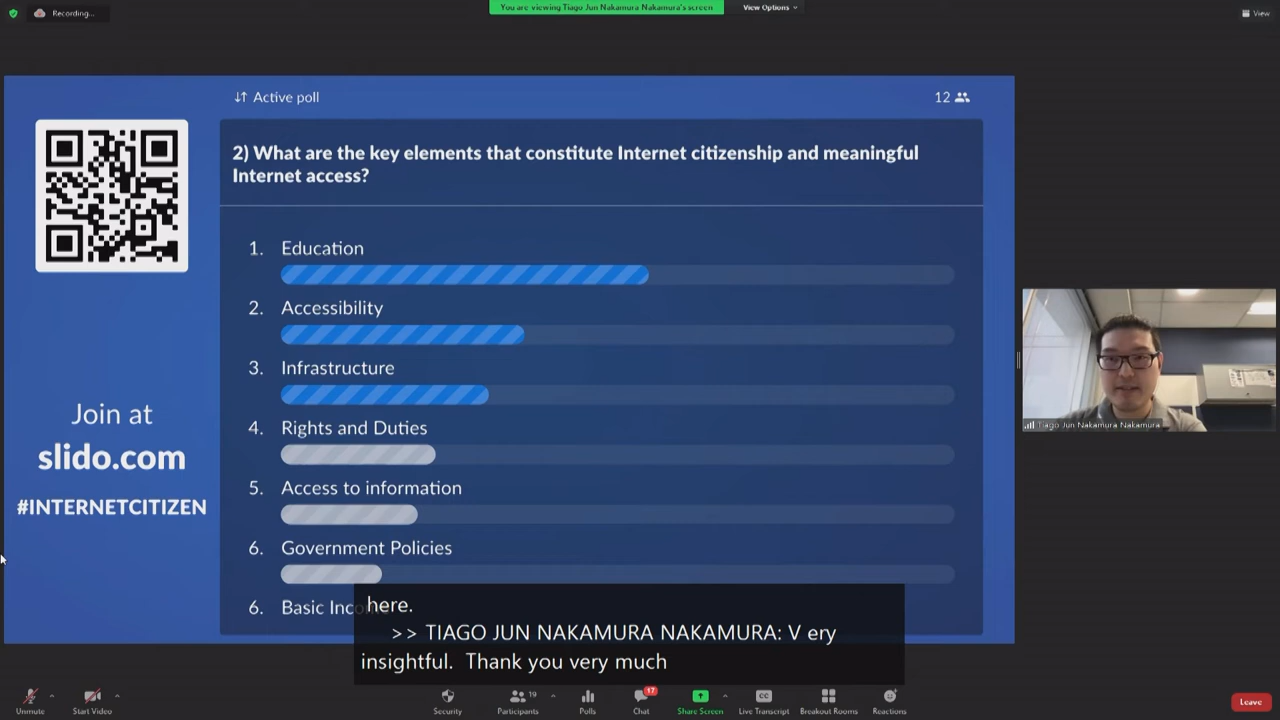 Recording...
You are viewing Tiago Jun Nakamura Nakamura's screen
View Options
View
Active poll
12
2) What are the key elements that constitute Internet citizenship and meaningful
Internet access?
1. Education
2. Accessibility
3. Infrastructure
4. Rights and Duties
5. Access to information
6. Government Policies
6. Basic
Join at
slido.com
#INTERNETCITIZEN
Tiago Jun Nakamura Nakamura
here.
>> TIAGO JUN NAKAMURA NAKAMURA: V ery
insightful. Thank you very much
Unmute
Start Video
Security
19
Participants
Polls
17
Chat
Share Screen
CC
Live Transcript
Breakout Rooms
Reactions
Leave